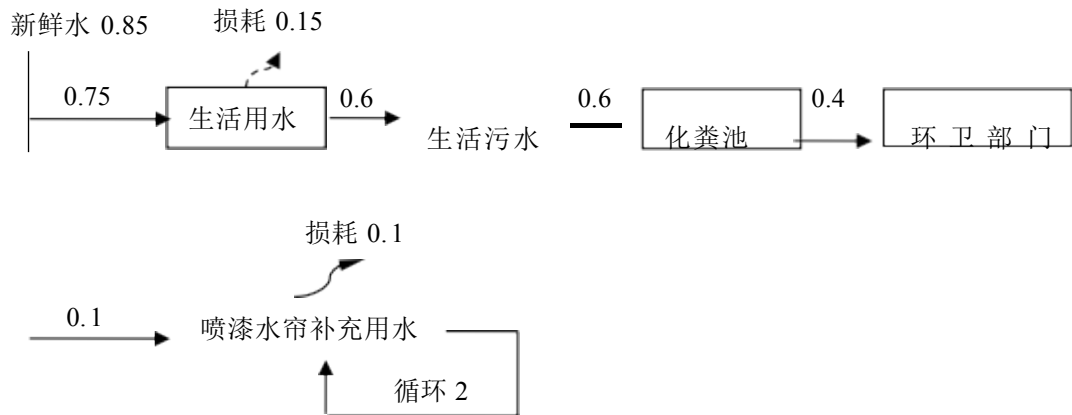 新鲜水 0.85
损耗 0.15
0.75
生活用水
0.6
生活污水
0.6
化粪池
0.4
环卫部门
损耗 0.1
0.1
喷漆水帘补充用水
循环 2